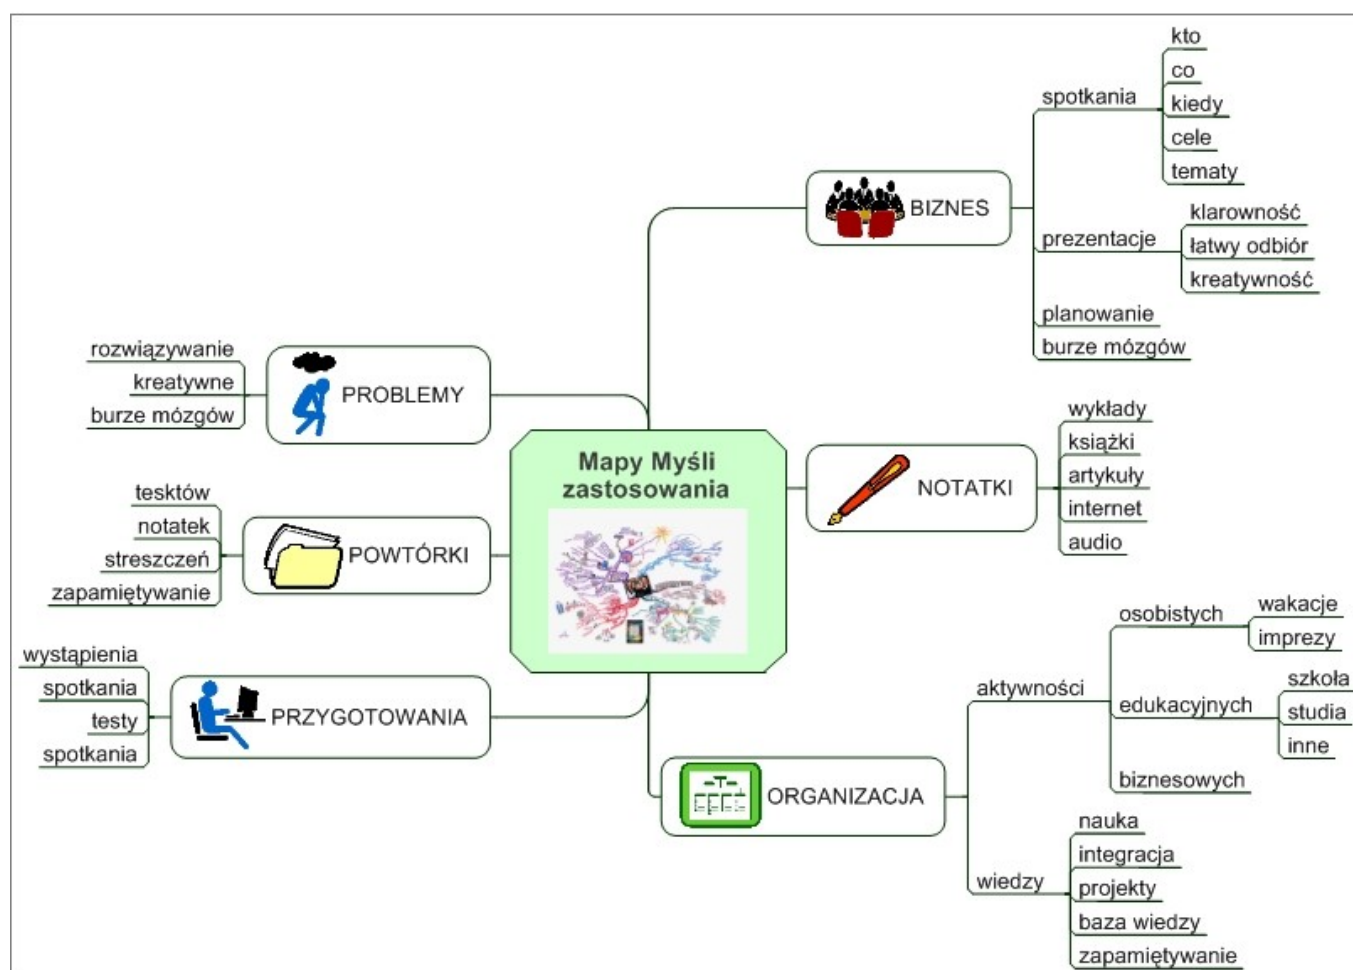 Mapy Myśli
zastosowania
BIZNES
spotkania
kto
co
kiedy
cele
tematy
prezentacje
klarowność
łatwy odbiór
kreatywność
planowanie
burze mózgów
NOTATKI
wykłady
książki
artykuły
internet
audio
ORGANIZACJA
aktywności
osobistych
wakacje
imprezy
edukacyjnych
szkoła
studia
inne
biznesowych
wiedzy
nauka
integracja
projekty
baza wiedzy
zapamiętywanie
PROBLEMY
rozwiązywanie
kreatywne
burze mózgów
POWTÓRKI
tesktów
notatek
streszczeń
zapamiętywanie
PRZYGOTOWANIA
wystąpienia
spotkania
testy
spotkania